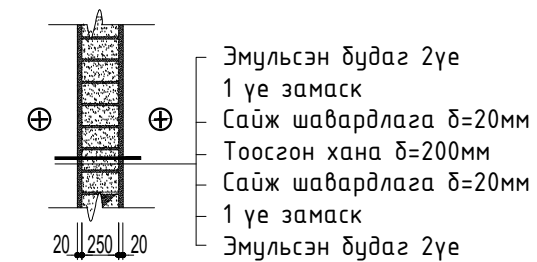 Эмульсэн будаг 2үе
1 үе замаск
Сайж шавардлага δ=20мм
Тоосгон хана δ=200мм
Сайж шавардлага δ=20мм
1 үе замаск
Эмульсэн будаг 2үе
20 250 20